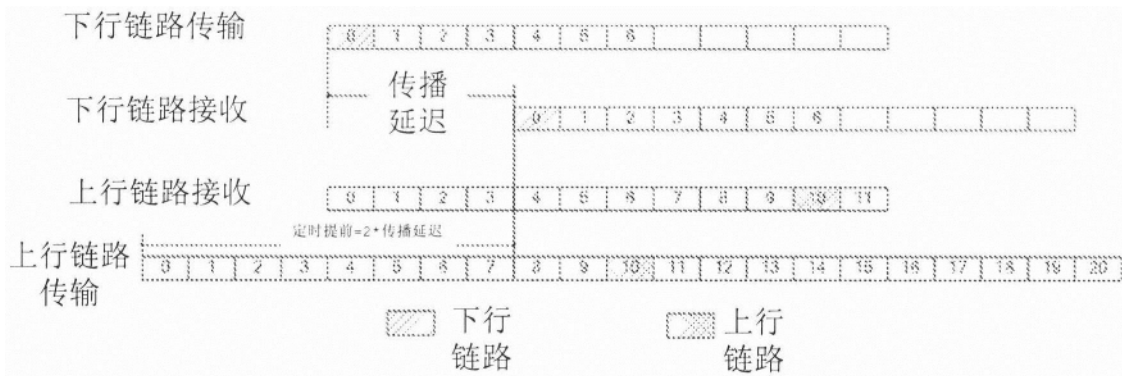 下行链路传输
0 1 2 3 4 5 6
传播
延迟
下行链路接收
0 1 2 3 4 5 6
上行链路接收
0 1 2 3 4 5 6 7 8 9 10 11
定时提前=2*传播延迟
上行链路
传输
0 1 2 3 4 5 6 7 8 9 10 11 12 13 14 15 16 17 18 19 20
下行
链路
上行
链路